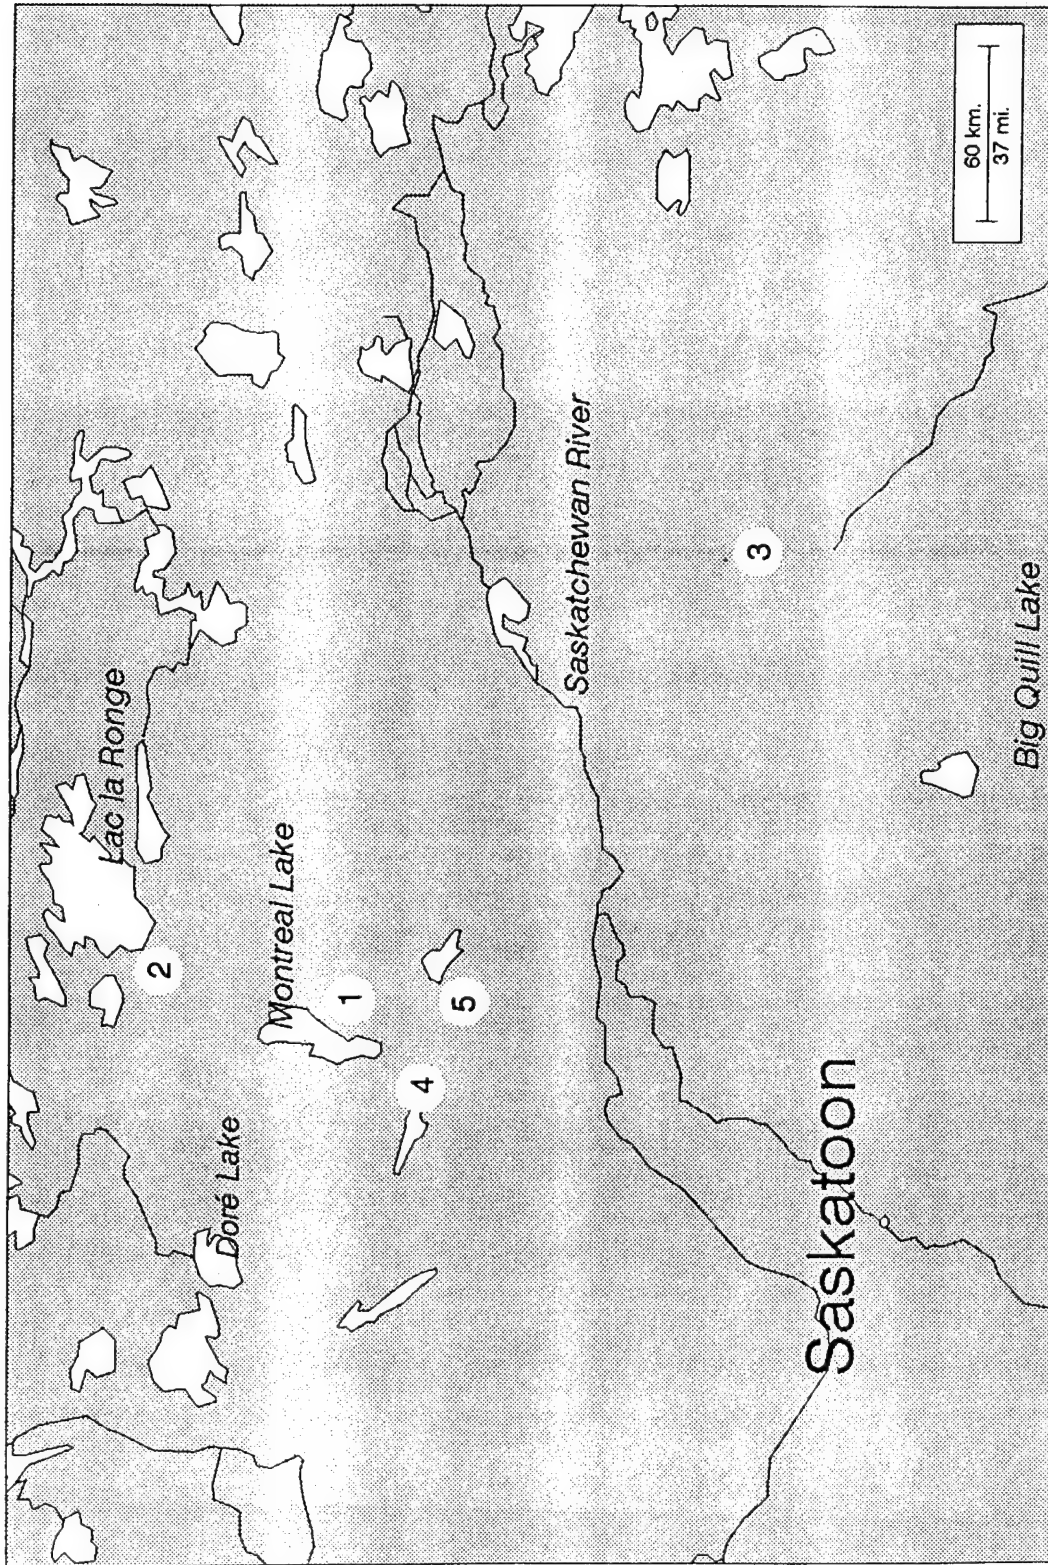 Lac la Ronge
2
Doré Lake
Montreal Lake
1
4
5
Saskatchewan River
3
Saskatoon
Big Quill Lake
60 km.
37 mi.